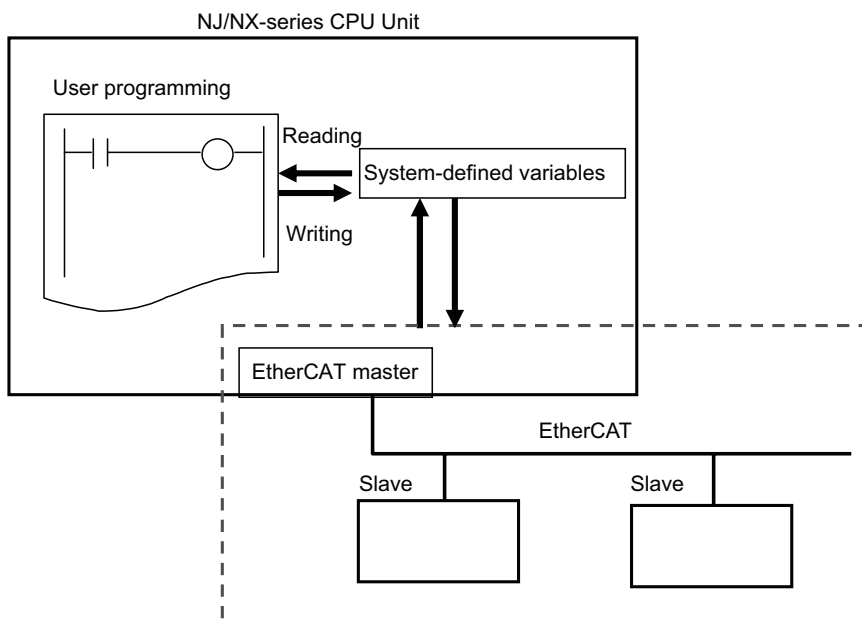 NJ/NX-series CPU Unit
User programming
Reading
System-defined variables
Writing
EtherCAT master
EtherCAT
Slave
Slave